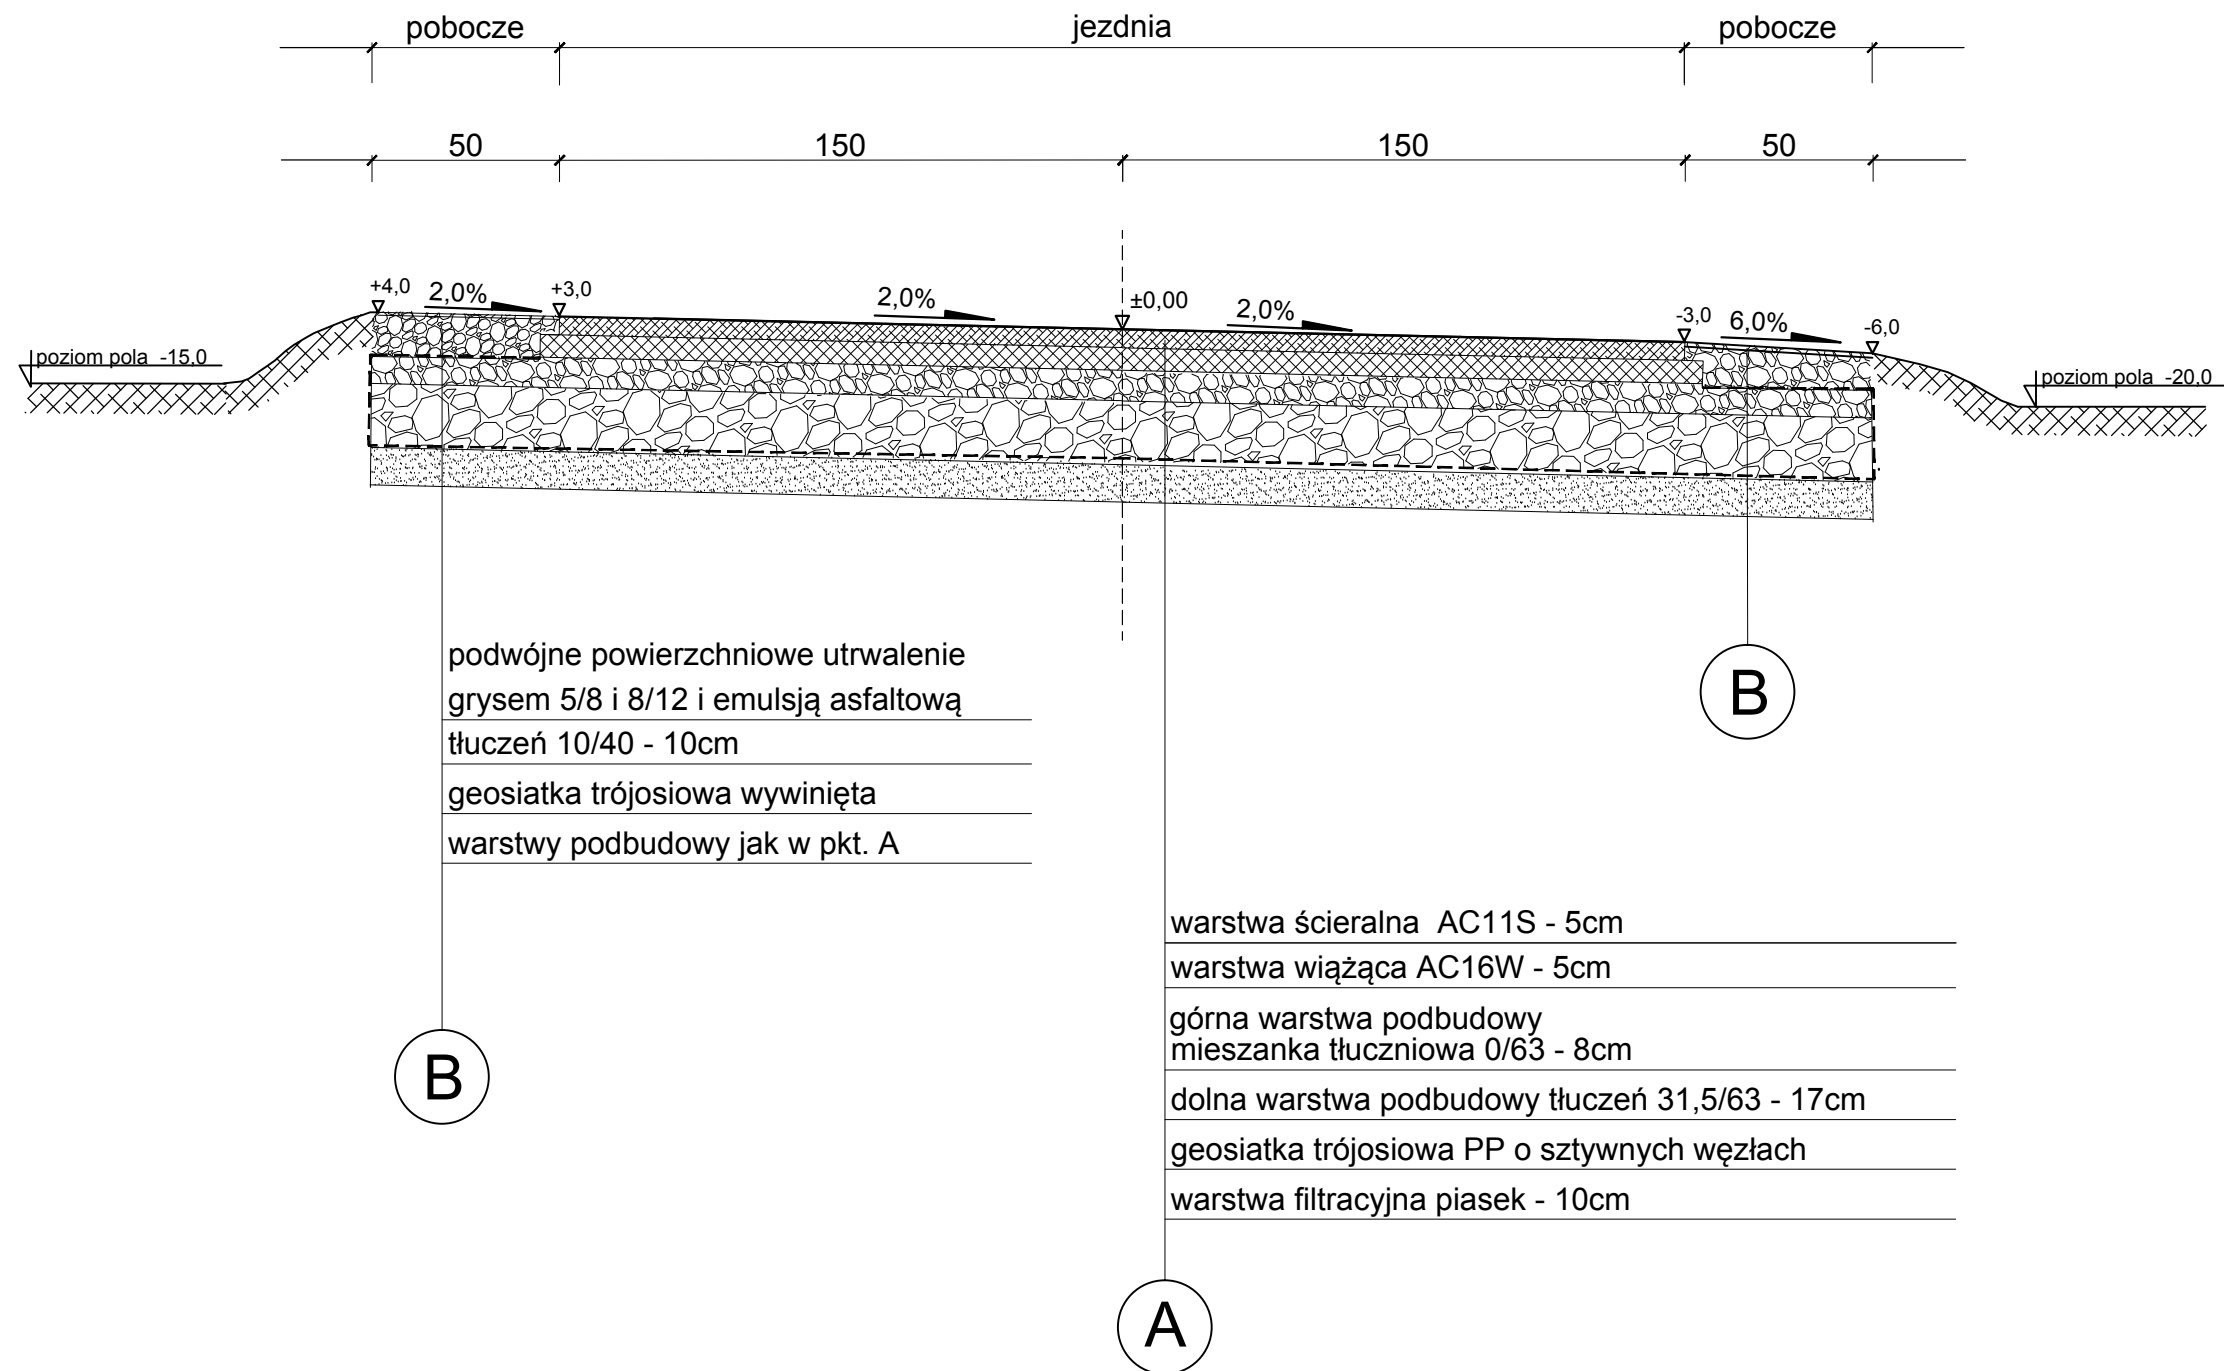 pobocze jezdnia pobocze
50 150 150 50
+4,0 2,0% +3,0 2,0% ±0,00 2,0% -3,0 6,0% -6,0
poziom pola -15,0
poziom pola -20,0
podwójne powierzchniowe utrwalenie
grysem 5/8 i 8/12 i emulsją asfaltową
tłuczeń 10/40 - 10cm
geosiatka trójosiowa wywinięta
warstwy podbudowy jak w pkt. A
B
B
warstwa ścieralna AC11S - 5cm
warstwa wiążąca AC16W - 5cm
górna warstwa podbudowy
mieszanka tłuczniowa 0/63 - 8cm
dolna warstwa podbudowy tłuczeń 31,5/63 - 17cm
geosiatka trójosiowa PP o sztywnych węzłach
warstwa filtracyjna piasek - 10cm
A